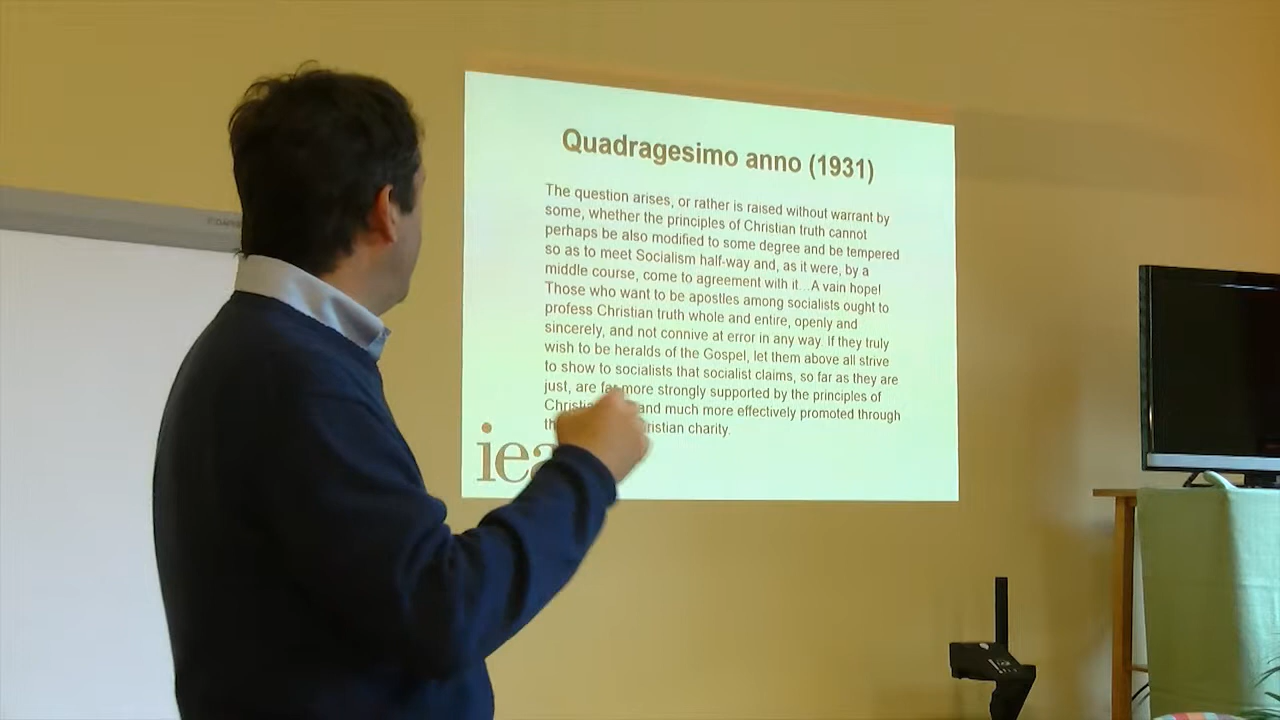 Quadragesimo anno (1931)
The question arises, or rather is raised without warrant by
some, whether the principles of Christian truth cannot
perhaps be also modified to some degree and be tempered
so as to meet Socialism half-way and, as it were, by a
middle course, come to agreement with it...A vain hope!
Those who want to be apostles among socialists ought to
profess Christian truth whole and entire, openly and
sincerely, and not connive at error in any way. If they truly
wish to be heralds of the Gospel, let them above all strive
to show to socialists that socialist claims, so far as they are
just, are far more strongly supported by the principles of
and much more effectively promoted through
charity.
iea